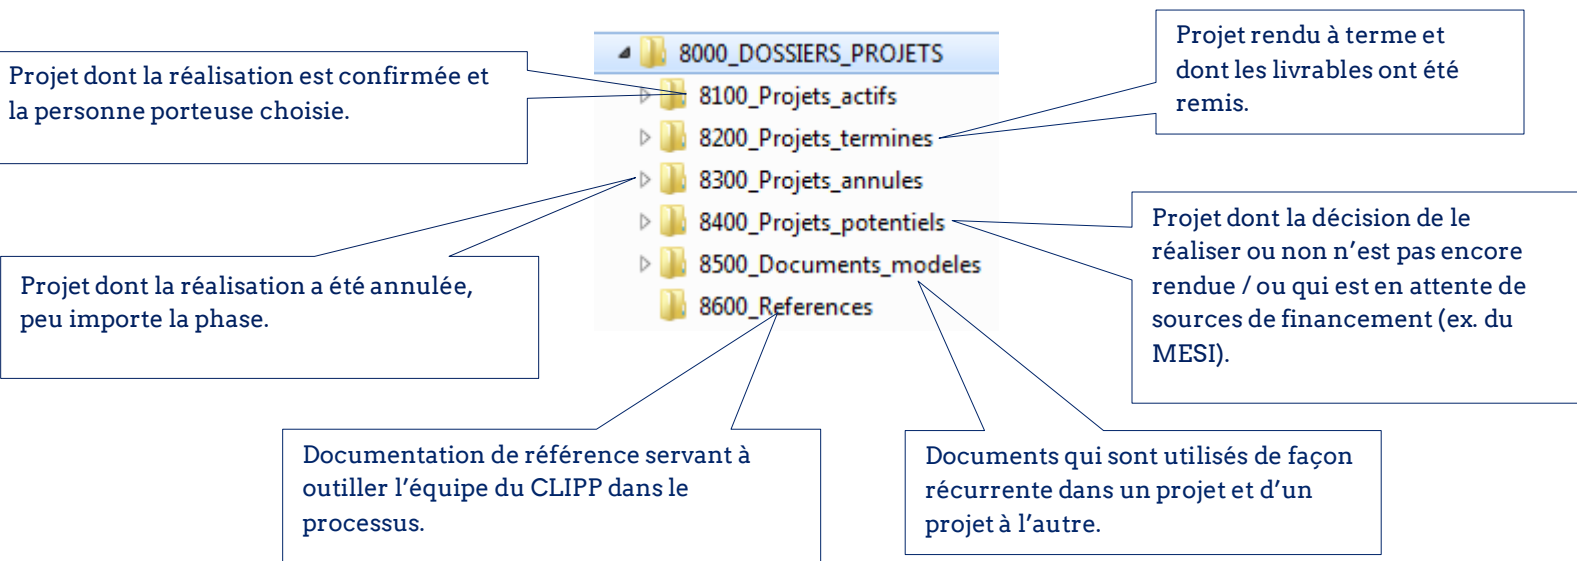 8000_DOSSIERS_PROJETS
8100_Projets_actifs
8200_Projets_termines
8300_Projets_annules
8400_Projets_potentiels
8500_Documents_modeles
8600_References
Projet dont la réalisation est confirmée et
la personne porteuse choisie.
Projet rendu à terme et
dont les livrables ont été
remis.
Projet dont la réalisation a été annulée,
peu importe la phase.
Projet dont la décision de le
réaliser ou non n’est pas encore
rendue / ou qui est en attente de
sources de financement (ex. du
MESI).
Documentation de référence servant à
outiller l’équipe du CLIPP dans le
processus.
Documents qui sont utilisés de façon
récurrente dans un projet et d’un
projet à l’autre.